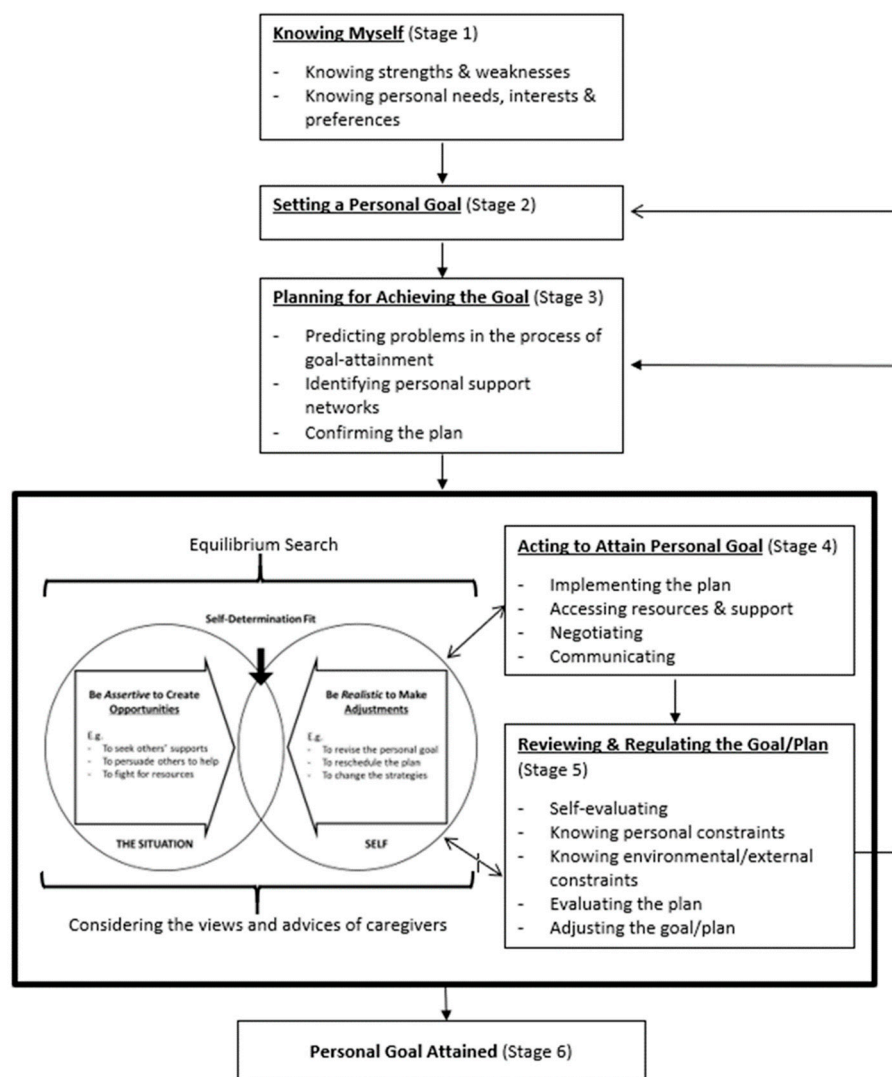 Knowing Myself (Stage 1)
- Knowing strengths & weaknesses
- Knowing personal needs, interests &
preferences
Setting a Personal Goal (Stage 2)
Planning for Achieving the Goal (Stage 3)
- Predicting problems in the process of
goal-attainment
- Identifying personal support
networks
- Confirming the plan
Equilibrium Search
Self-Determination Fit
Be Assertive to Create
Opportunities
E.g.
- To seek others' supports
- To persuade others to help
- To fight for resources
THE SITUATION
Be Realistic to Make
Adjustments
E.g.
- To revise the personal goal
- To reschedule the plan
- To change the strategies
SELF
Considering the views and advices of caregivers
Acting to Attain Personal Goal (Stage 4)
- Implementing the plan
- Accessing resources & support
- Negotiating
- Communicating
Reviewing & Regulating the Goal/Plan
(Stage 5)
- Self-evaluating
- Knowing personal constraints
- Knowing environmental/external
constraints
- Evaluating the plan
- Adjusting the goal/plan
Personal Goal Attained (Stage 6)